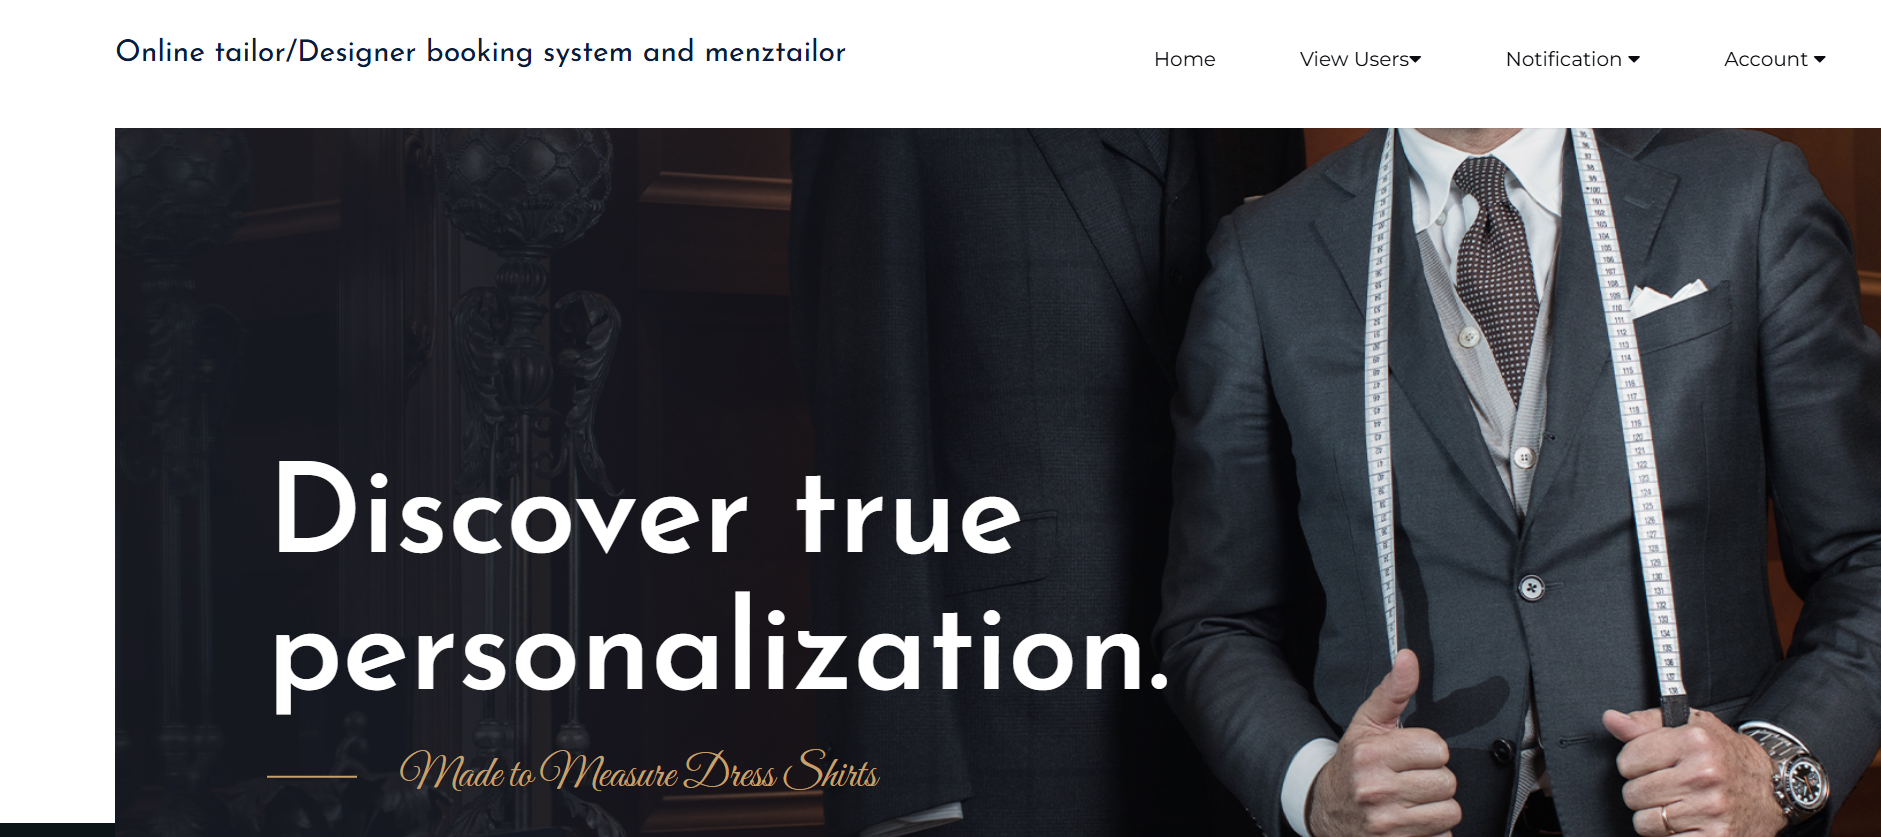 Online tailor/Designer booking system and menztailor
Home View Users Notification Account
Discover true
personalization.
Made to Measure Dress Shirts